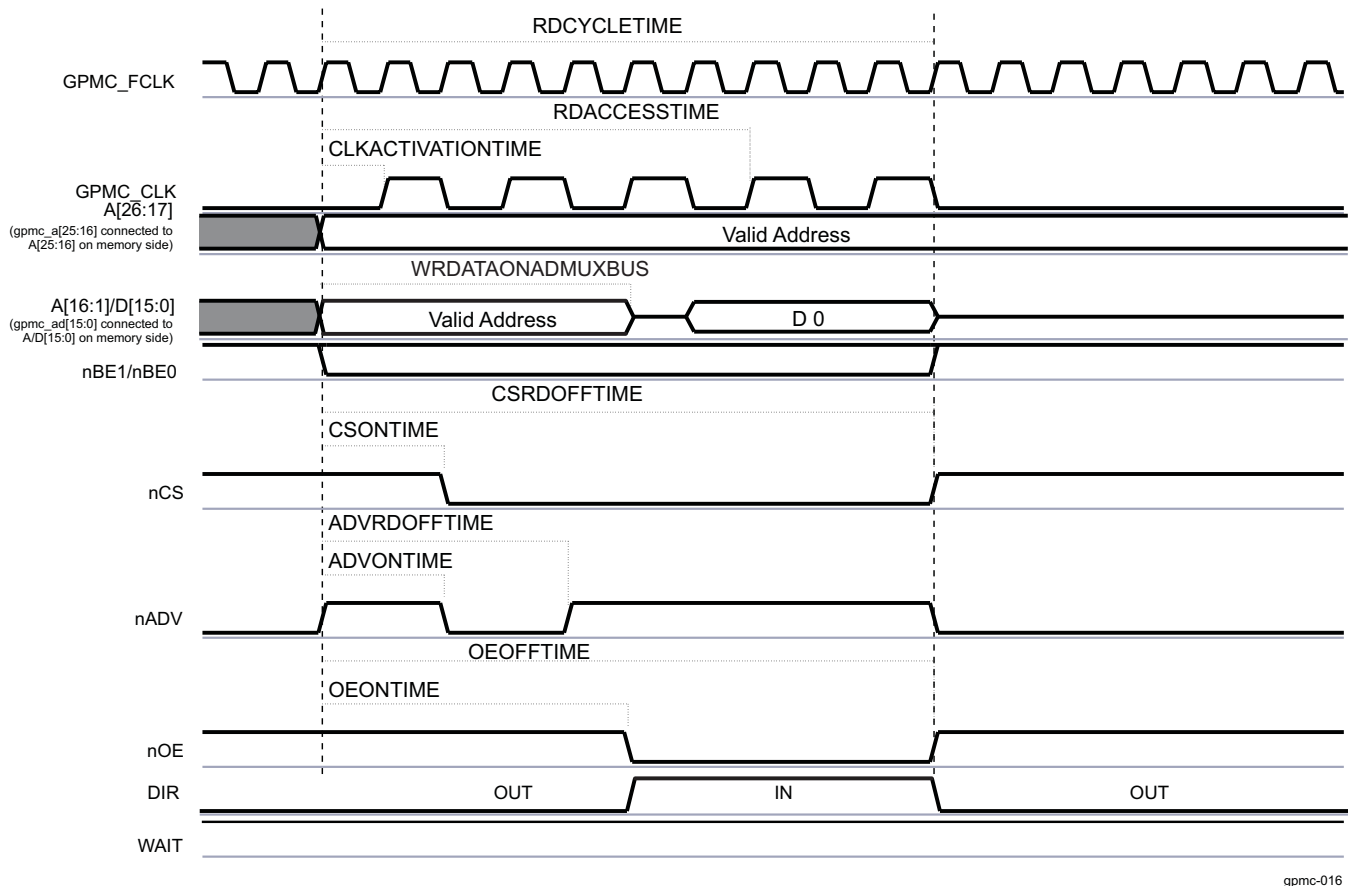 RDCYCLETIME
GPMC_FCLK
RDACCESSTIME
CLKACTIVATIONTIME
GPMC_CLK
A[26:17]
(gpmc_a[25:16] connected to
A[25:16] on memory side)
Valid Address
WRDATAONADMUXBUS
A[16:1]/D[15:0]
(gpmc_ad[15:0] connected to
A/D[15:0] on memory side)
Valid Address
D 0
nBE1/nBE0
CSRDOFFTIME
CSONTIME
nCS
ADVRDOFFTIME
ADVONTIME
nADV
OEOFFTIME
OEONTIME
nOE
DIR
OUT
IN
OUT
WAIT
gpmc-016